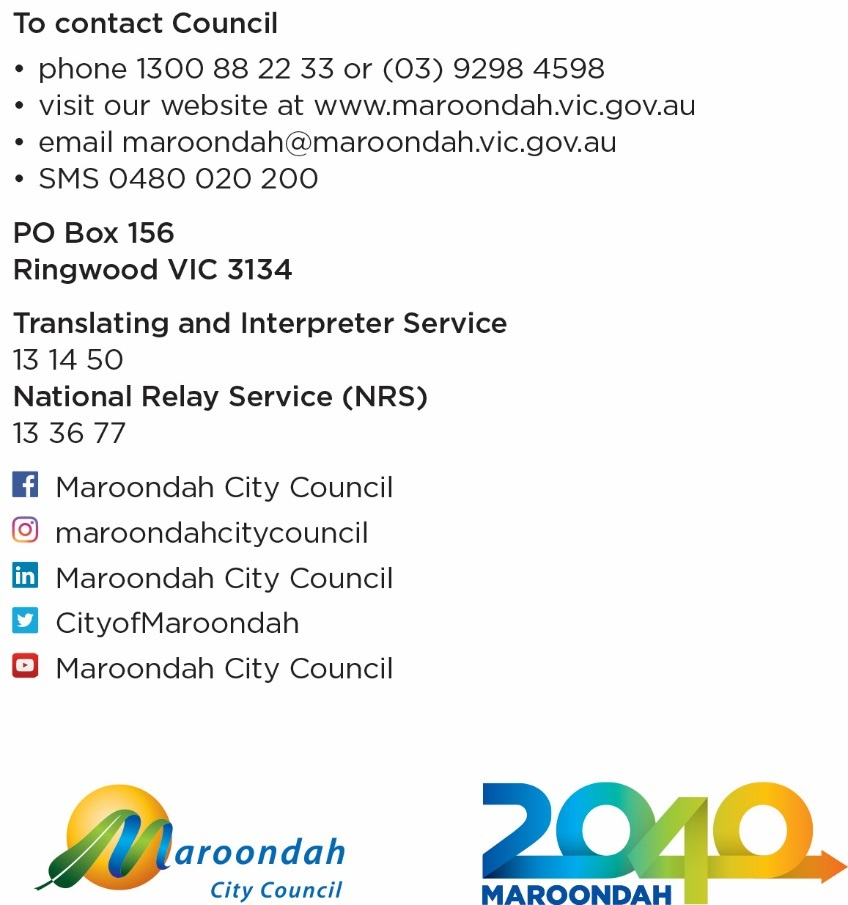 To contact Council
• phone 1300 88 22 33 or (03) 9298 4598
• visit our website at www.maroondah.vic.gov.au
• email maroondah@maroondah.vic.gov.au
• SMS 0480 020 200
PO Box 156
Ringwood VIC 3134
Translating and Interpreter Service
13 14 50
National Relay Service (NRS)
13 36 77
Maroondah City Council
maroondahcitycouncil
Maroondah City Council
CityofMaroondah
Maroondah City Council
Maroondah
City Council
2040
MAROONDAH